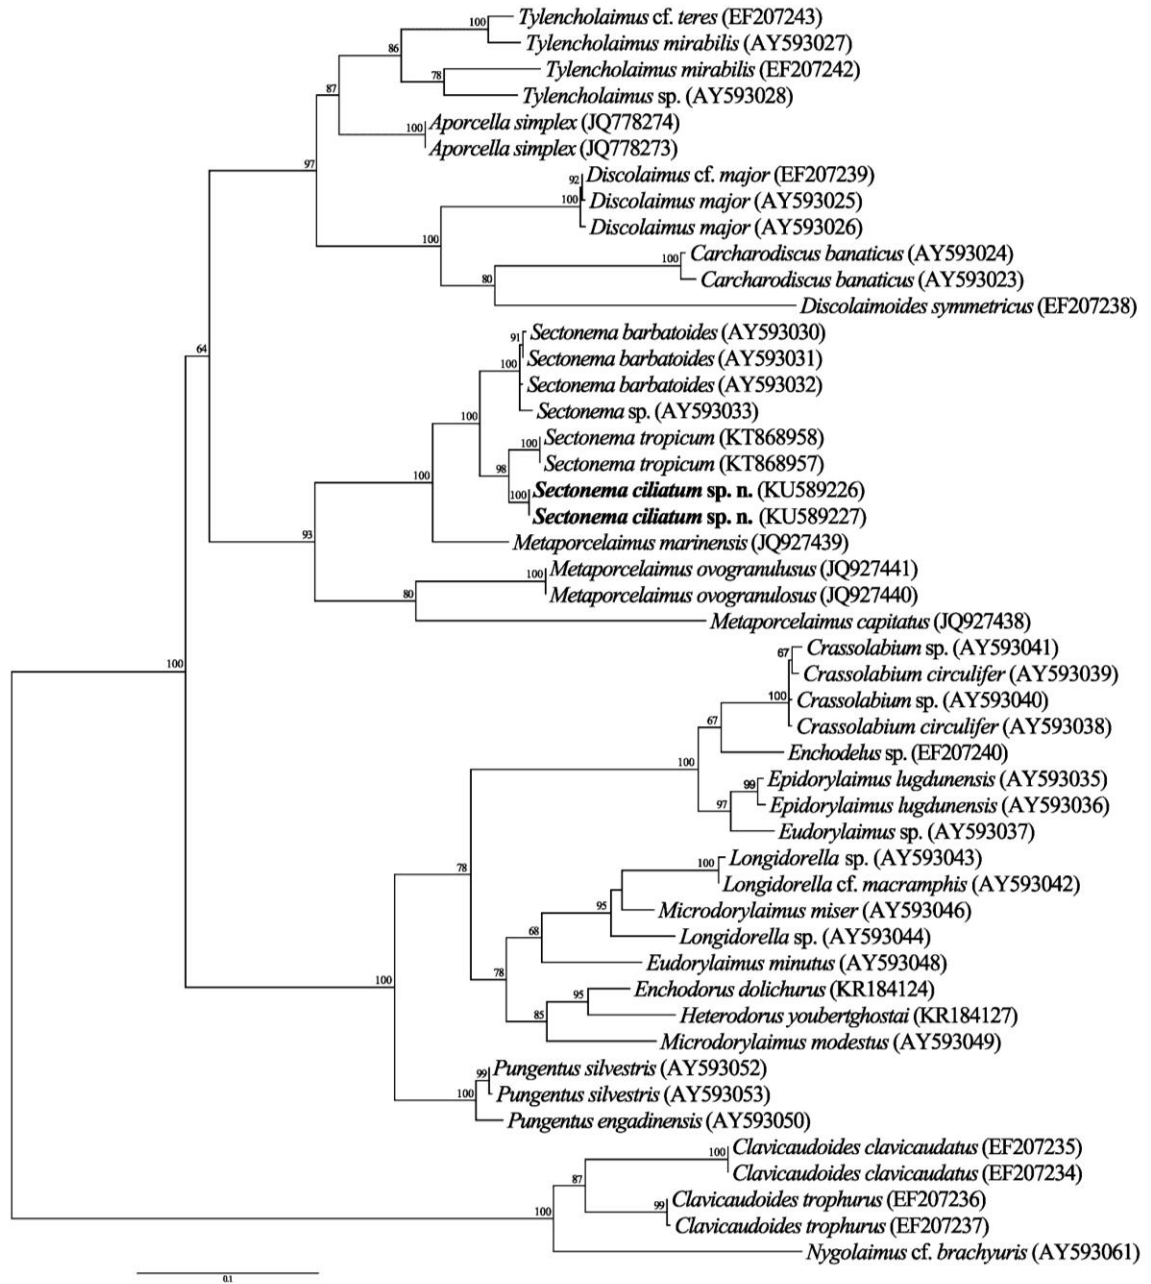 Tylencholaimus cf. teres (EF207243)
100
Tylencholaimus mirabilis (AY593027)
86
Tylencholaimus mirabilis (EF207242)
78
Tylencholaimus sp. (AY593028)
87
Aporcella simplex (JQ778274)
100
Aporcella simplex (JQ778273)
97
Discolaimus cf. major (EF207239)
92
Discolaimus major (AY593025)
100
Discolaimus major (AY593026)
100
Carcharodiscus banaticus (AY593024)
100
Carcharodiscus banaticus (AY593023)
80
Discolaimoides symmetricus (EF207238)
Sectonema barbatoides (AY593030)
91
64
Sectonema barbatoides (AY593031)
100
Sectonema barbatoides (AY593032)
Sectonema sp. (AY593033)
100
Sectonema tropicum (KT868958)
100
Sectonema tropicum (KT868957)
98
100
Sectonema ciliatum sp. n. (KU589226)
100
Sectonema ciliatum sp. n. (KU589227)
93
Metaporcelaimus marinensis (JQ927439)
Metaporcelaimus ovogranulusus (JQ927441)
100
Metaporcelaimus ovogranulosus (JQ927440)
80
Metaporcelaimus capitatus (JQ927438)
Crassolabium sp. (AY593041)
67
100
Crassolabium circulifer (AY593039)
Crassolabium sp. (AY593040)
100
Crassolabium circulifer (AY593038)
67
Enchodelus sp. (EF207240)
100
Epidorylaimus lugdunensis (AY593035)
99
Epidorylaimus lugdunensis (AY593036)
97
Eudorylaimus sp. (AY593037)
Longidorella sp. (AY593043)
100
78
Longidorella cf. macramphis (AY593042)
Microdorylaimus miser (AY593046)
95
Longidorella sp. (AY593044)
68
Eudorylaimus minutus (AY593048)
78
100
Enchodorus dolichurus (KR184124)
95
Heterodorus youbertghostai (KR184127)
85
Microdorylaimus modestus (AY593049)
Pungentus silvestris (AY593052)
99
Pungentus silvestris (AY593053)
100
Pungentus engadinensis (AY593050)
Clavicaudoides clavicaudatus (EF207235)
100
Clavicaudoides clavicaudatus (EF207234)
87
Clavicaudoides trophurus (EF207236)
99
100
Clavicaudoides trophurus (EF207237)
Nygolaimus cf. brachyuris (AY593061)
0.1